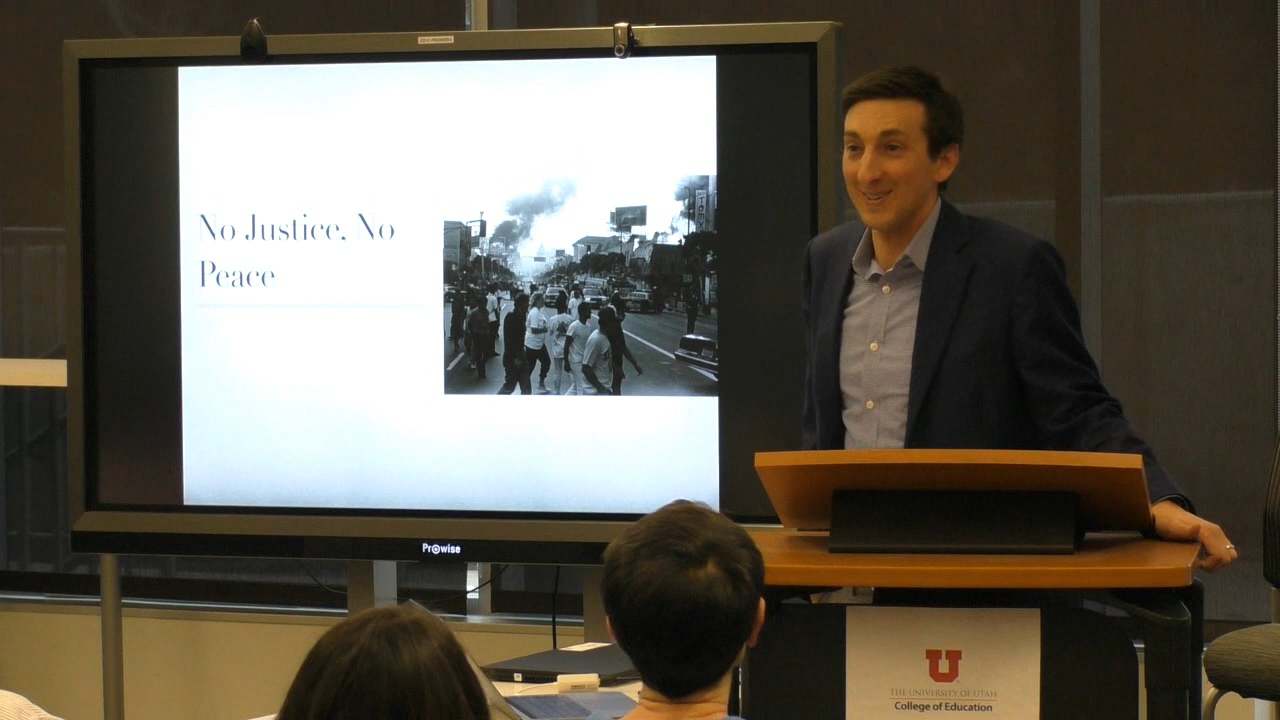 No Justice, No
Peace
Prowise
U
THE UNIVERSITY OF UTAH
College of Education